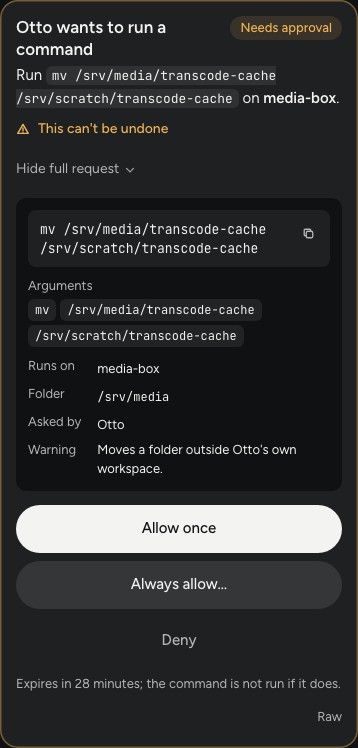 Otto wants to run a
command
Needs approval
Run mv /srv/media/transcode-cache
/srv/scratch/transcode-cache on media-box.
This can't be undone
Hide full request
mv /srv/media/transcode-cache
/srv/scratch/transcode-cache
Arguments
mv /srv/media/transcode-cache
/srv/scratch/transcode-cache
Runs on media-box
Folder /srv/media
Asked by Otto
Warning Moves a folder outside Otto's own
workspace.
Allow once
Always allow...
Deny
Expires in 28 minutes; the command is not run if it does.
Raw